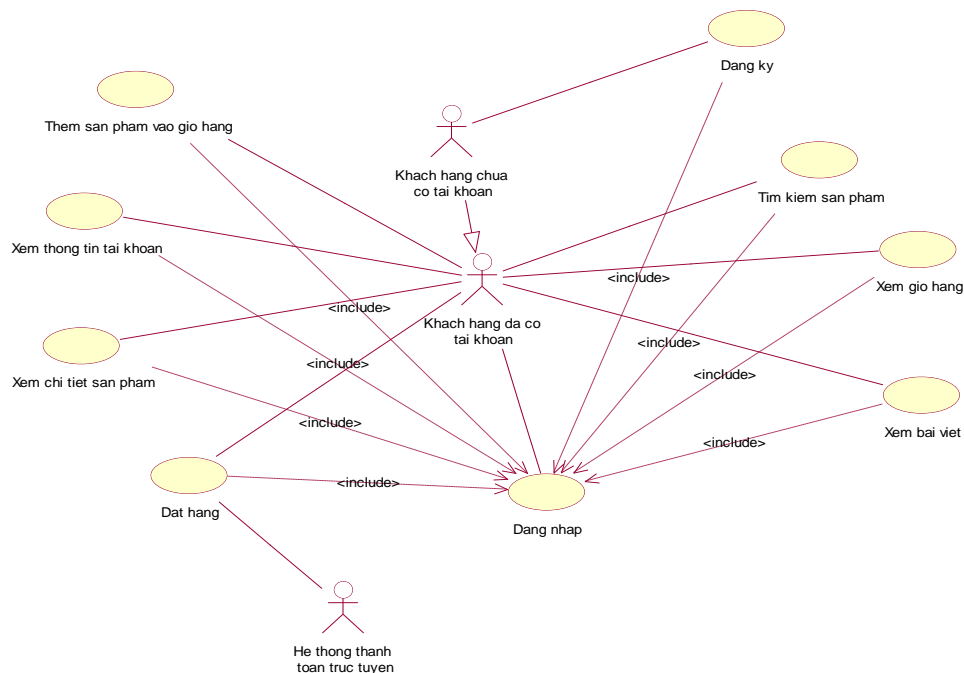 Dang ky
Them san pham vao gio hang
Khach hang chua
co tai khoan
Tim kiem san pham
Xem thong tin tai khoan
Xem gio hang
<include>
<include>
Khach hang da co
tai khoan
<include>
Xem chi tiet san pham
<include>
<include>
<include>
Xem bai viet
<include>
<include>
Dat hang
Dang nhap
He thong thanh
toan truc tuyen